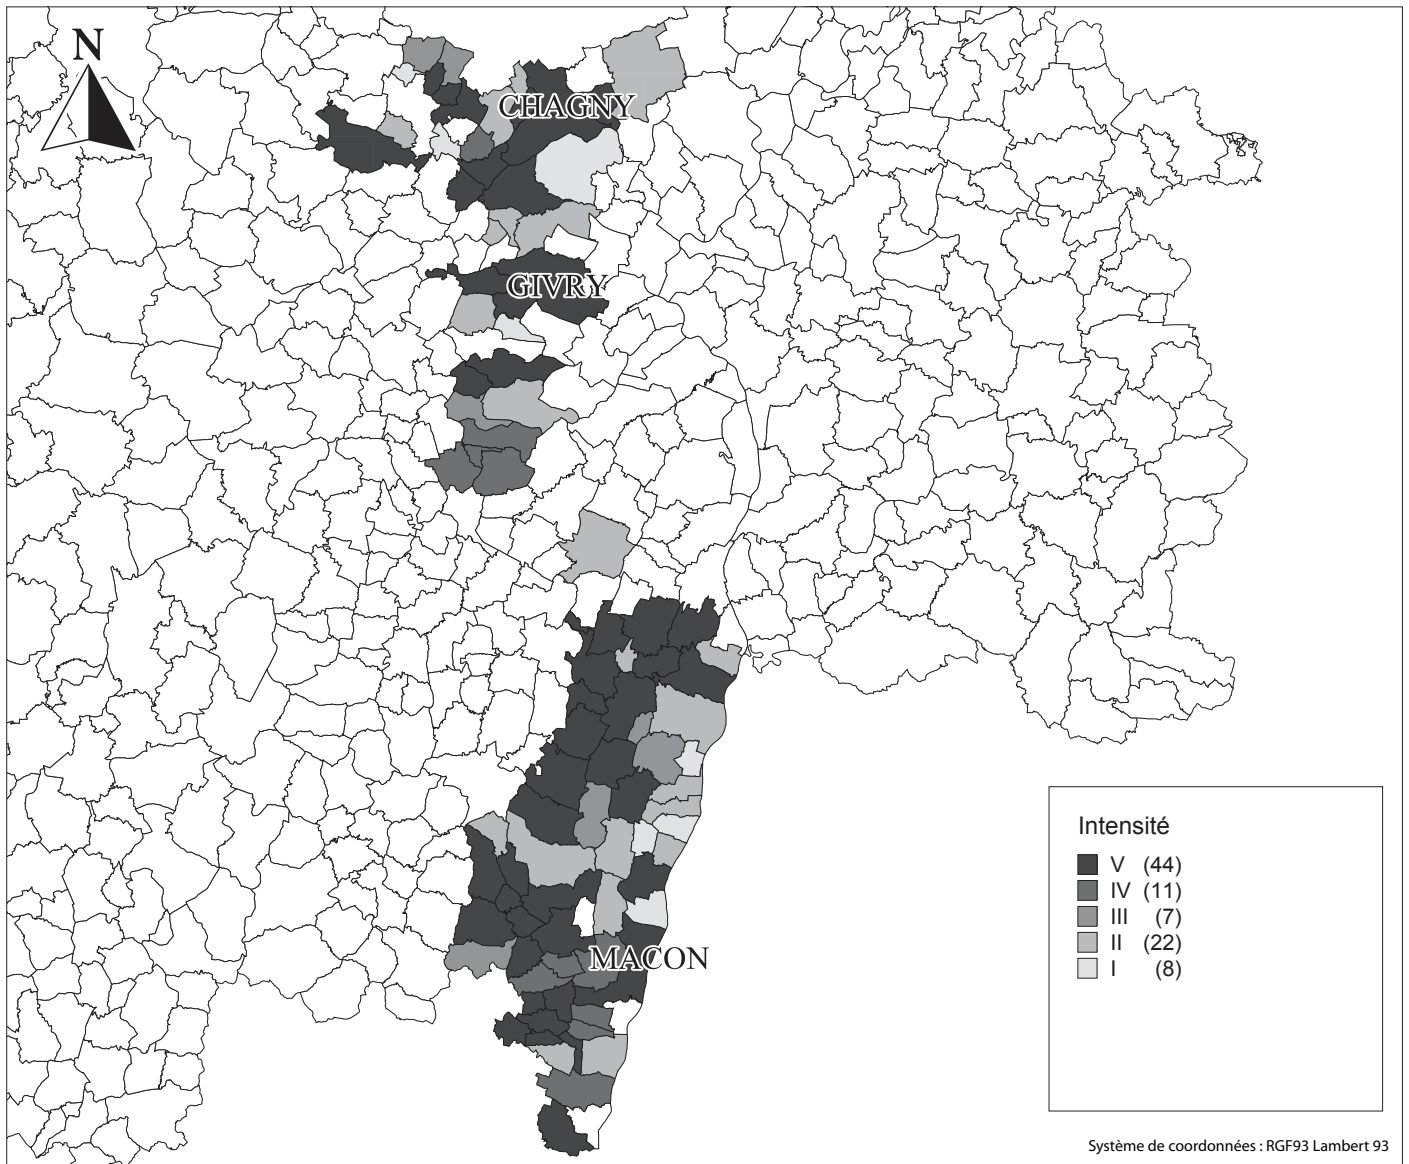 N
CHAGNY
GIVRY
MACON
Intensité
V (44)
IV (11)
III (7)
II (22)
I (8)
Système de coordonnées : RGF93 Lambert 93